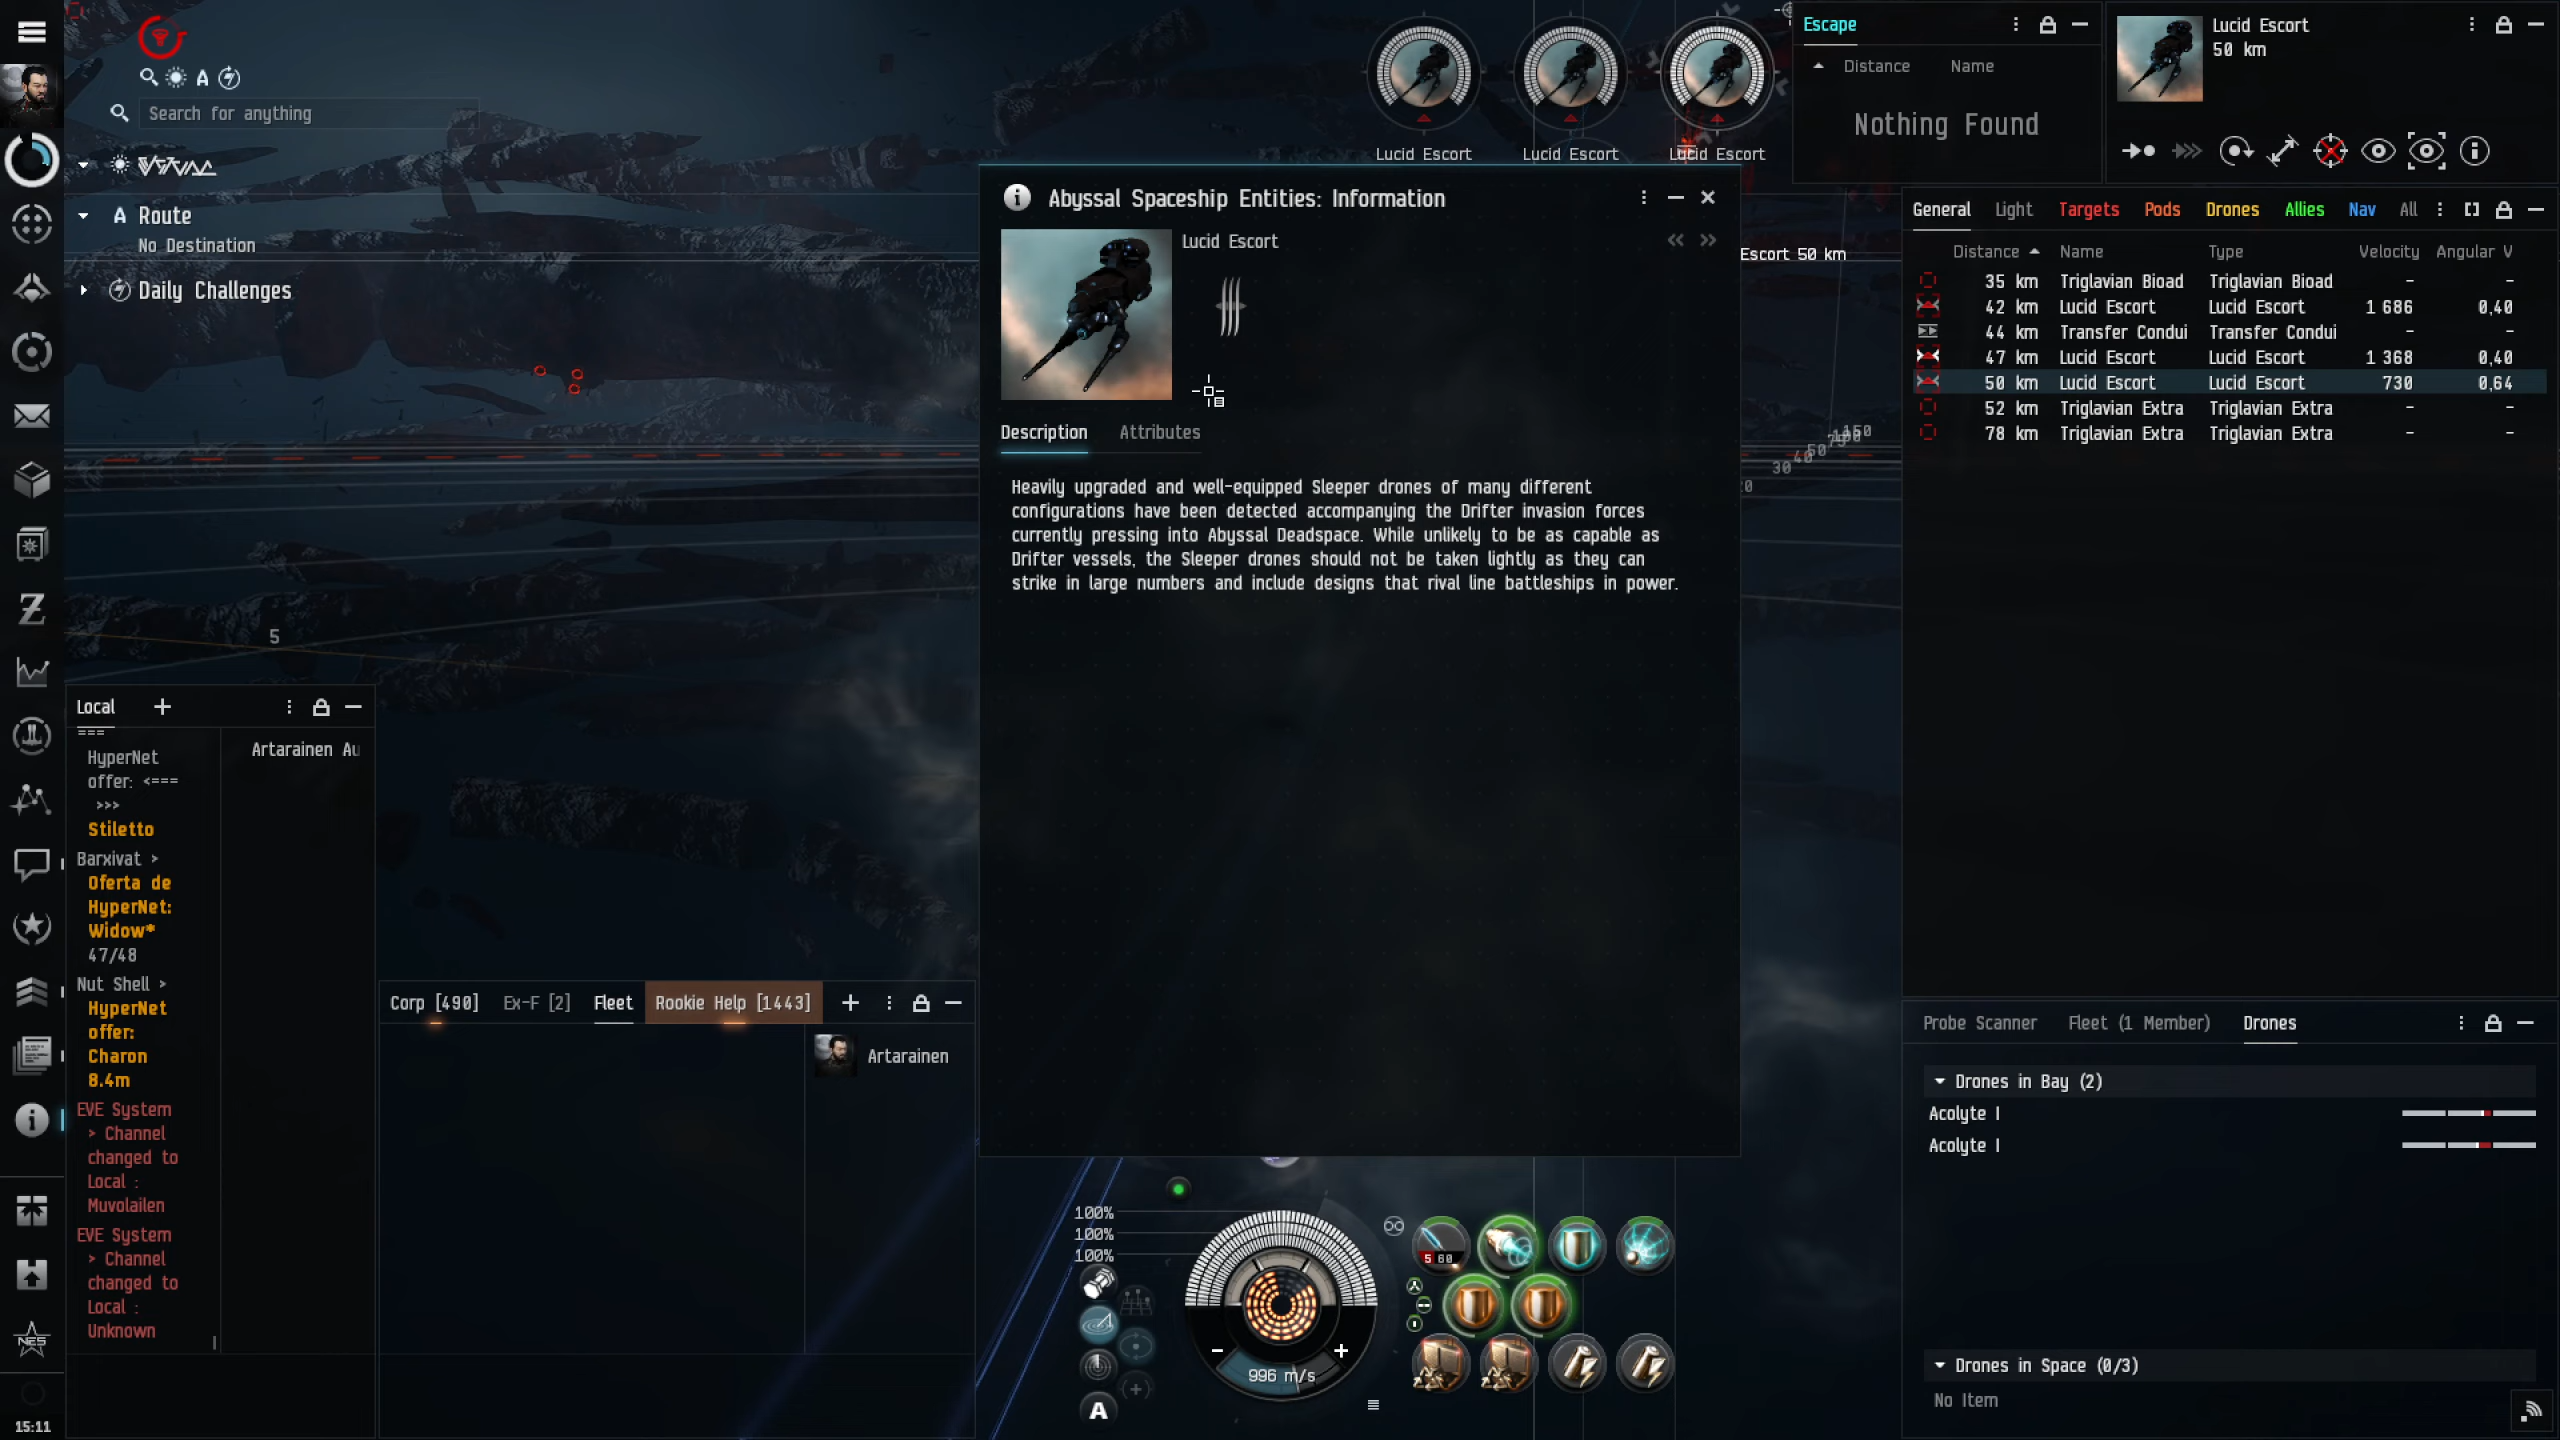 Search for anything
Route
No Destination
Daily Challenges
5
Lucid Escort
Lucid Escort
Lucid Escort
Escape
Distance Name
Nothing Found
Lucid Escort
50 km
Abyssal Spaceship Entities: Information
Lucid Escort
Escort 50 km
Description Attributes
Heavily upgraded and well-equipped Sleeper drones of many different
configurations have been detected accompanying the Drifter invasion forces
currently pressing into Abyssal Deadspace. While unlikely to be as capable as
Drifter vessels, the Sleeper drones should not be taken lightly as they can
strike in large numbers and include designs that rival line battleships in power.
30
General Light Targets Pods Drones Allies Nav All
Distance Name Type Velocity Angular V
35 km Triglavian Bioad Triglavian Bioad - -
42 km Lucid Escort Lucid Escort 1 686 0,40
44 km Transfer Condui Transfer Condui - -
47 km Lucid Escort Lucid Escort 1 368 0,40
50 km Lucid Escort Lucid Escort 730 0,64
52 km Triglavian Extra Triglavian Extra - -
78 km Triglavian Extra Triglavian Extra - -
Local
===
HyperNet
offer: <===
>>>
Stiletto
Barxivat >
Oferta de
HyperNet:
Widow*
47/48
Nut Shell >
HyperNet
offer:
Charon
8.4m
EVE System
> Channel
changed to
Local :
Muvolailen
EVE System
> Channel
changed to
Local :
Unknown
Artarainen Au
Corp [490] Ex-F [2] Fleet Rookie Help [1443]
Artarainen
100%
100%
100%
996 m/s
5 60
A
Probe Scanner Fleet (1 Member) Drones
Drones in Bay (2)
Acolyte I
Acolyte I
Drones in Space (0/3)
No Item
NES
15:11